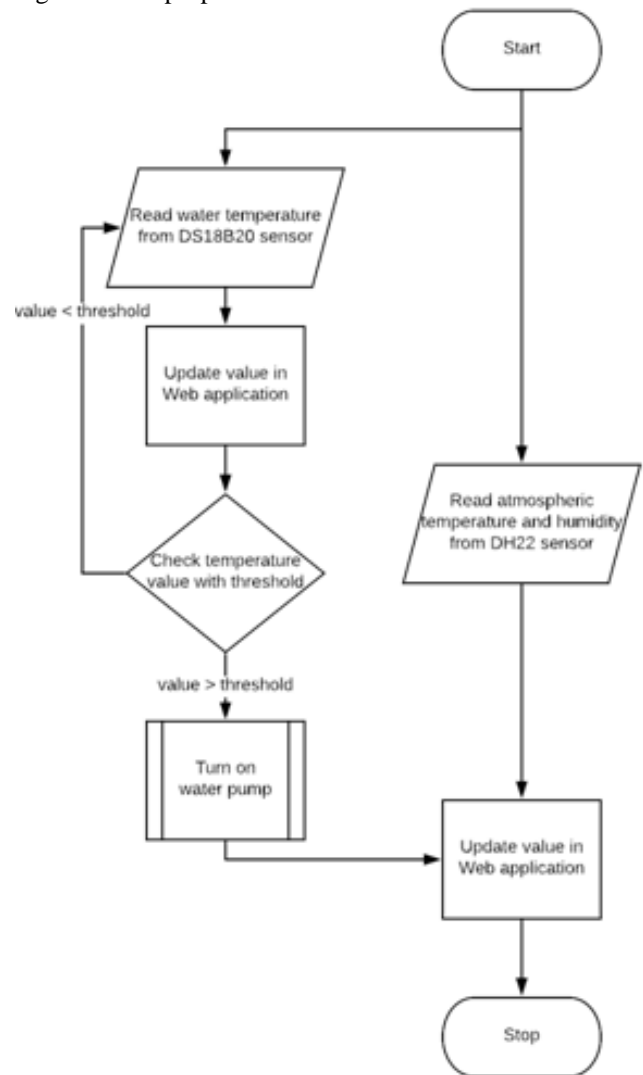 Start
Read water temperature
from DS18B20 sensor
value < threshold
Update value in
Web application
Check temperature
value with threshold
value > threshold
Turn on
water pump
Read atmospheric
temperature and humidity
from DH22 sensor
Update value in
Web application
Stop